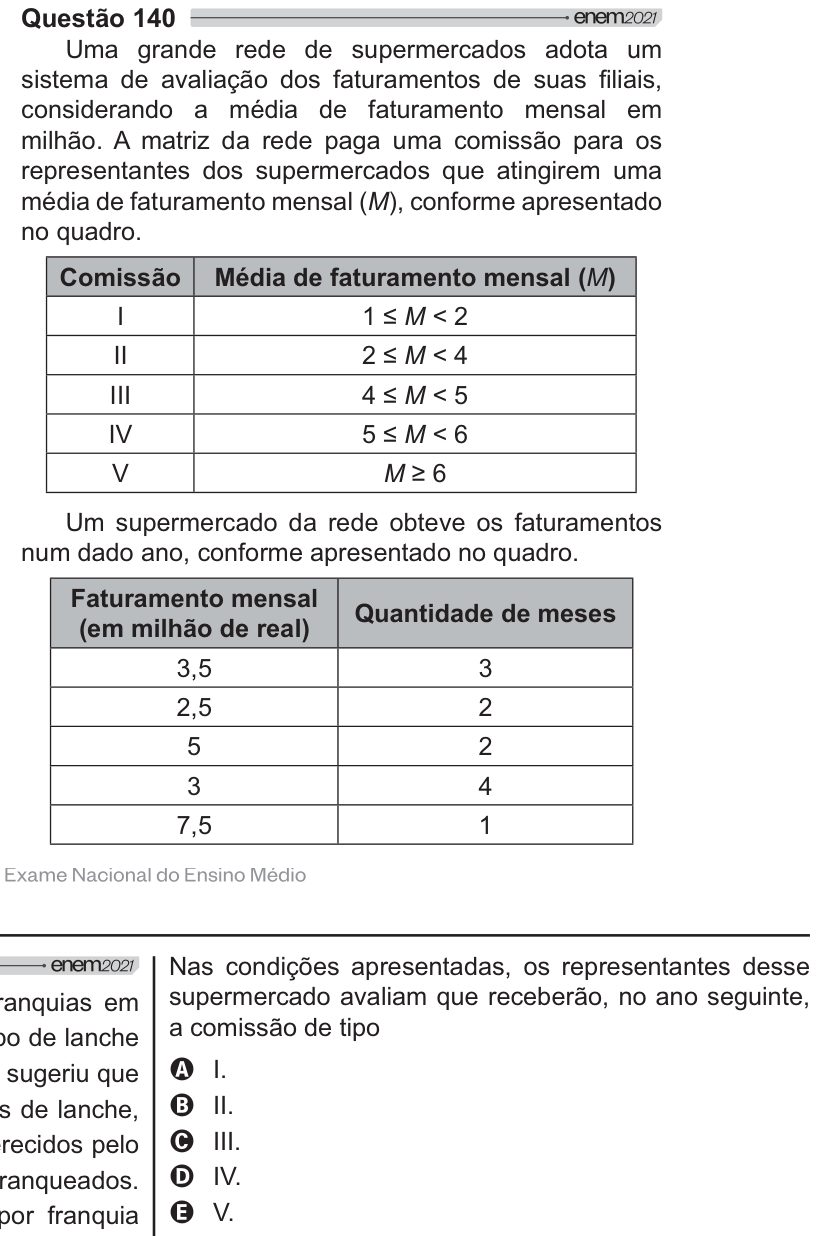 Questão 140
enem2021
Uma grande rede de supermercados adota um
sistema de avaliação dos faturamentos de suas filiais,
considerando a média de faturamento mensal em
milhão. A matriz da rede paga uma comissão para os
representantes dos supermercados que atingirem uma
média de faturamento mensal (M), conforme apresentado
no quadro.
Comissão Média de faturamento mensal (M)
I 1 ≤ M < 2
II 2 ≤ M < 4
III 4 ≤ M < 5
IV 5 ≤ M < 6
V M ≥ 6
Um supermercado da rede obteve os faturamentos
num dado ano, conforme apresentado no quadro.
Faturamento mensal
(em milhão de real)
Quantidade de meses
3,5 3
2,5 2
5 2
3 4
7,5 1
Exame Nacional do Ensino Médio
enem2021
ranquias em
oo de lanche
sugeriu que
s de lanche,
recidos pelo
ranqueados.
por franquia
Nas condições apresentadas, os representantes desse
supermercado avaliam que receberão, no ano seguinte,
a comissão de tipo
A I.
B II.
C III.
D IV.
E V.